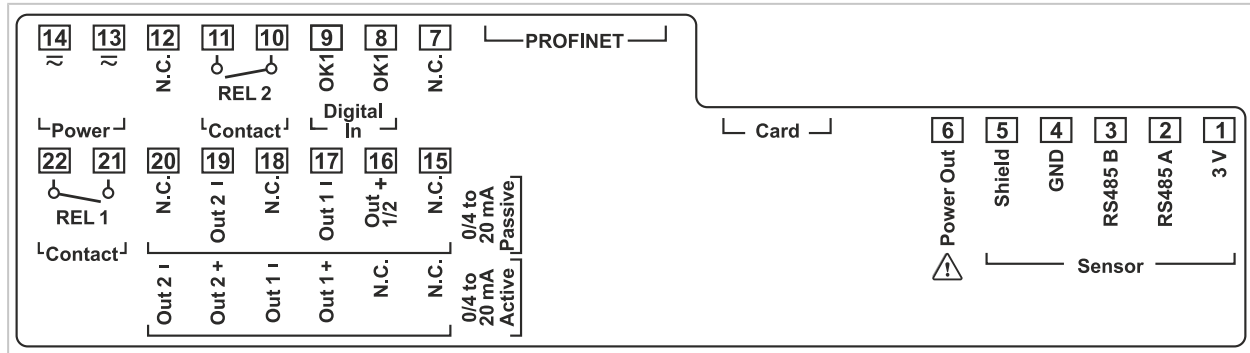 14 13 12 11 10 9 8 7 PROFINET
≂ ≂ N.C. OK1 OK1 N.C.
REL 2
Digital
Power Contact In Card
6 5 4 3 2 1
Power Out Shield GND RS485 B RS485 A 3 V
22 21 20 19 18 17 16 15
N.C. Out 2 − N.C. Out 1 − Out + 1/2 N.C.
REL 1
0/4 to
20 mA
Passive
Contact
Sensor
Out 2 − Out 2 + Out 1 − Out 1 + N.C. N.C.
0/4 to
20 mA
Active